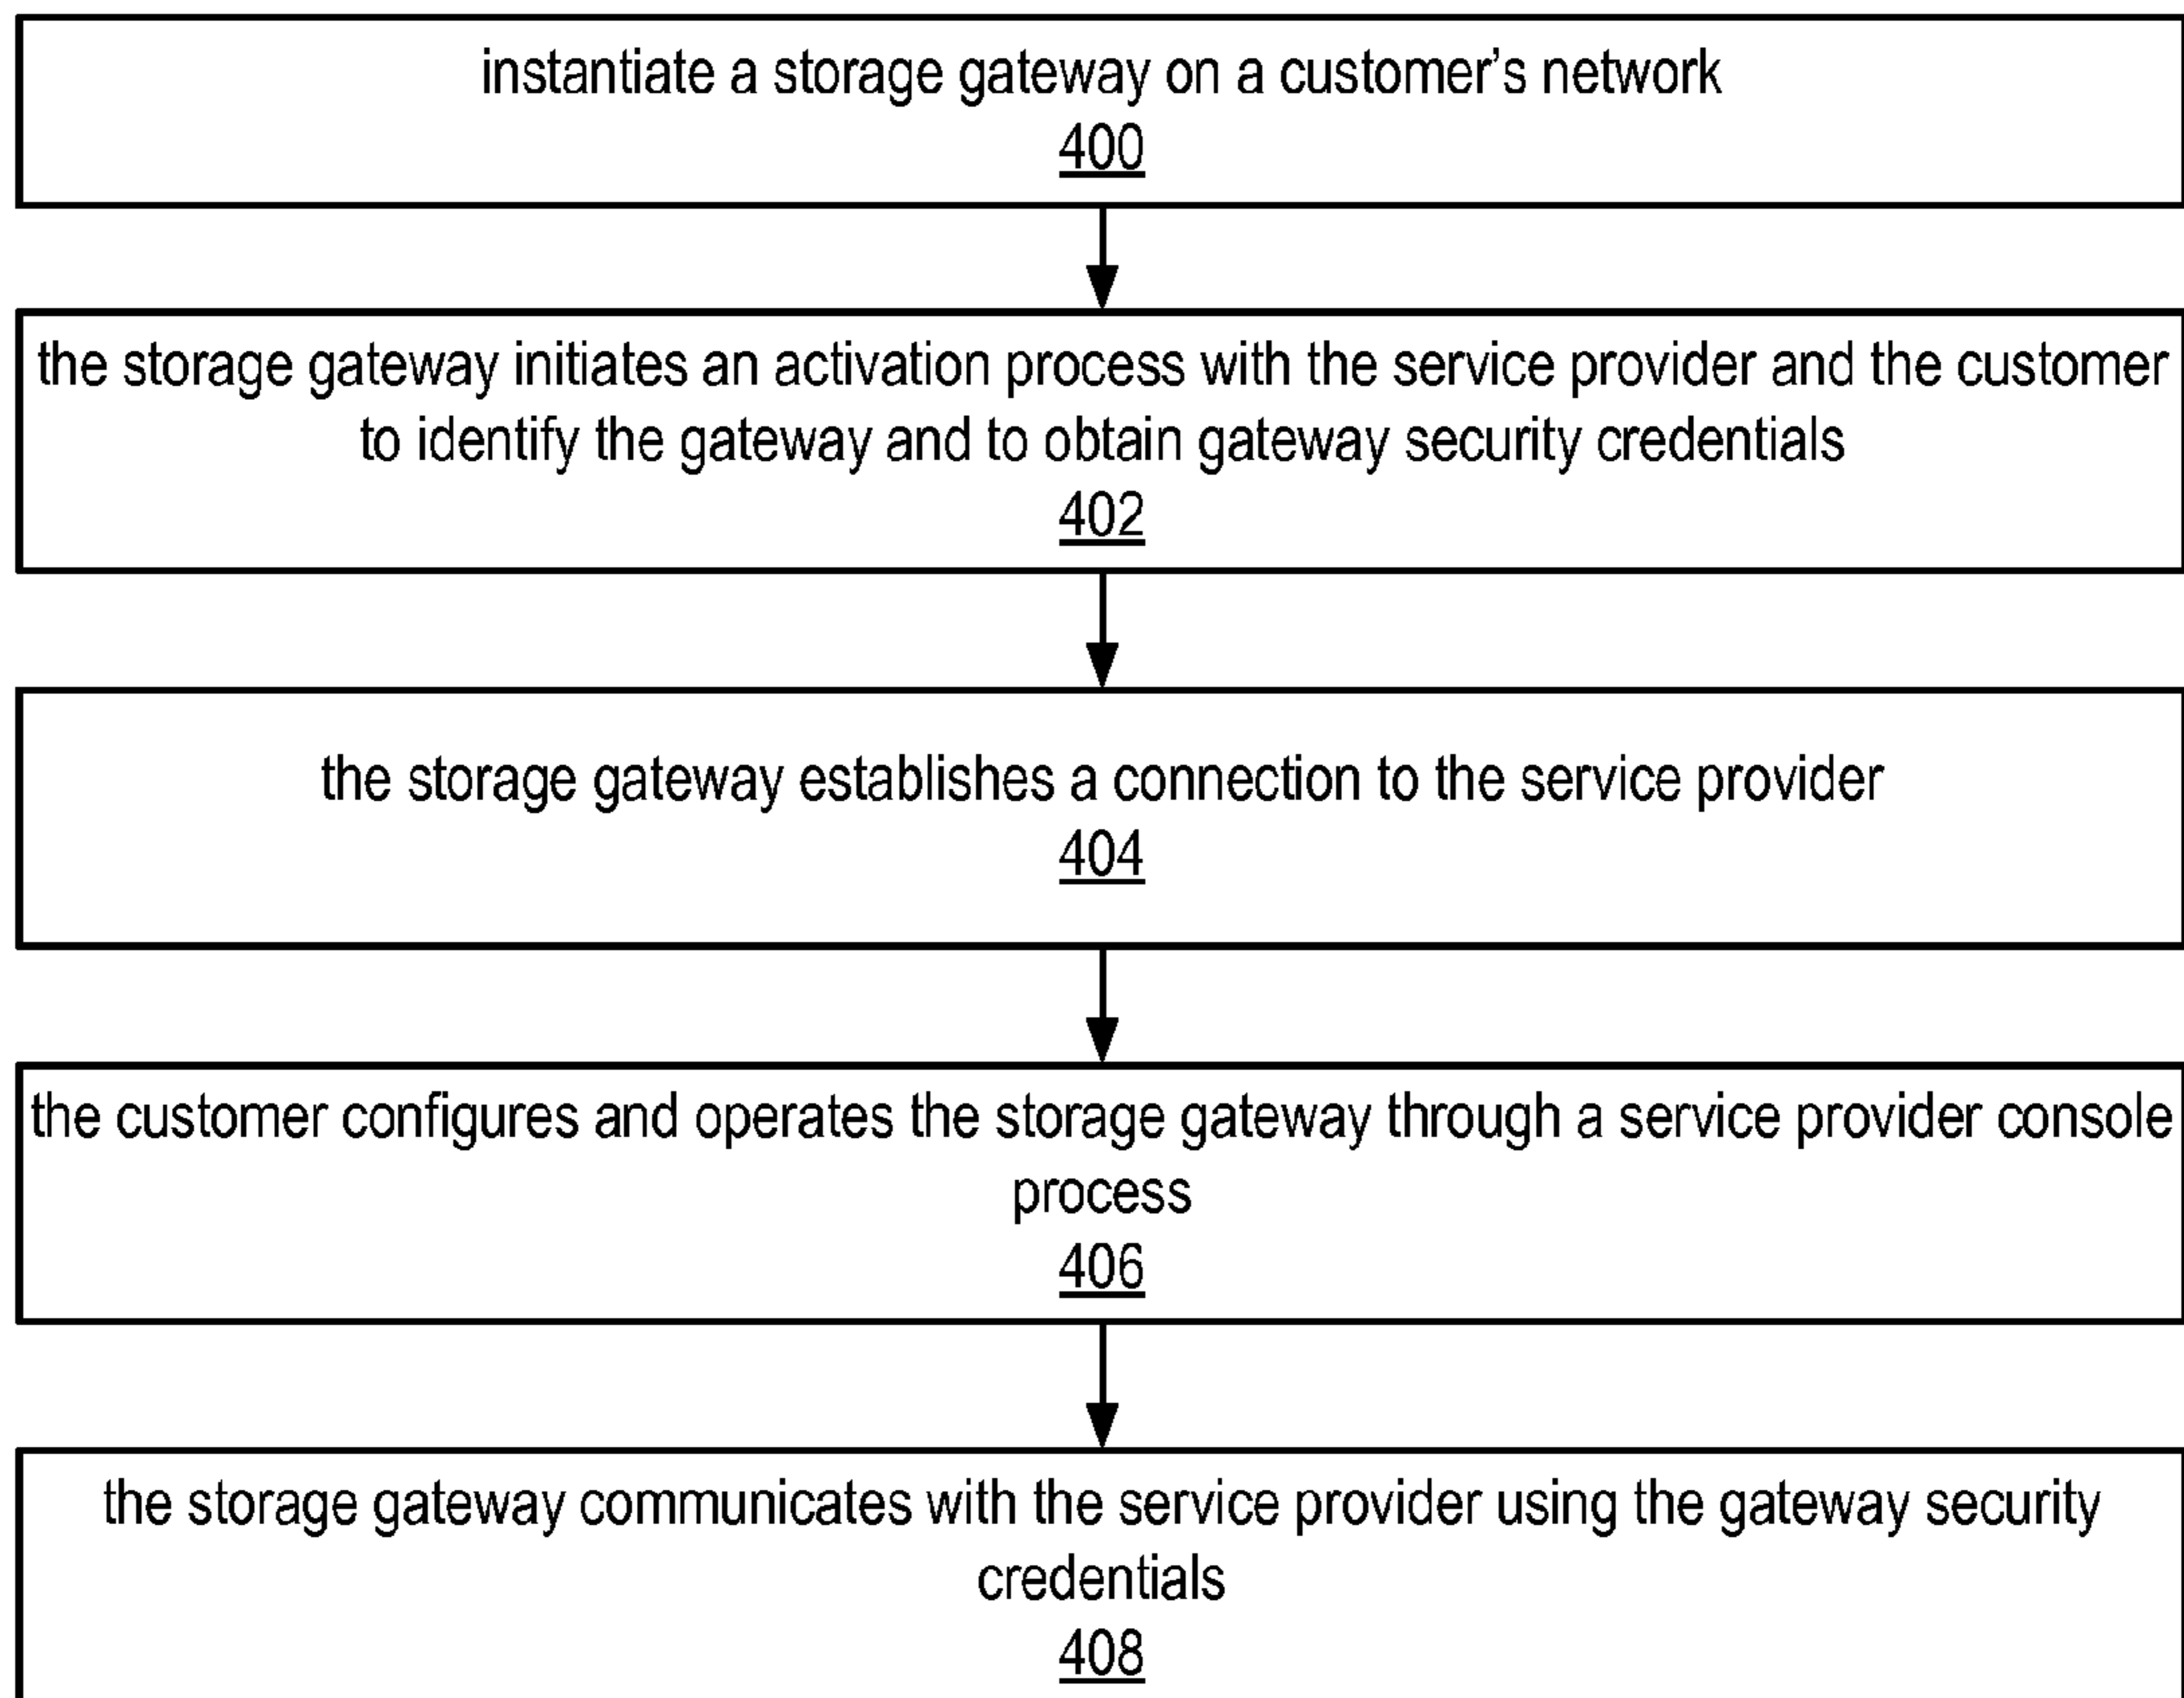 instantiate a storage gateway on a customer’s network
400
the storage gateway initiates an activation process with the service provider and the customer
to identify the gateway and to obtain gateway security credentials
402
the storage gateway establishes a connection to the service provider
404
the customer configures and operates the storage gateway through a service provider console
process
406
the storage gateway communicates with the service provider using the gateway security
credentials
408